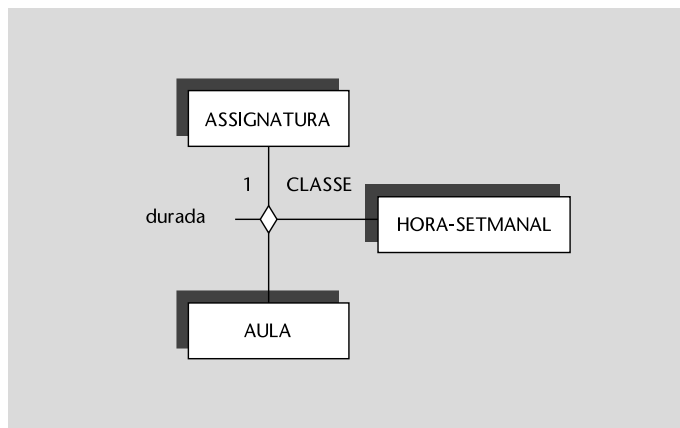 ASSIGNATURA
1 CLASSE
durada
HORA-SETMANAL
AULA